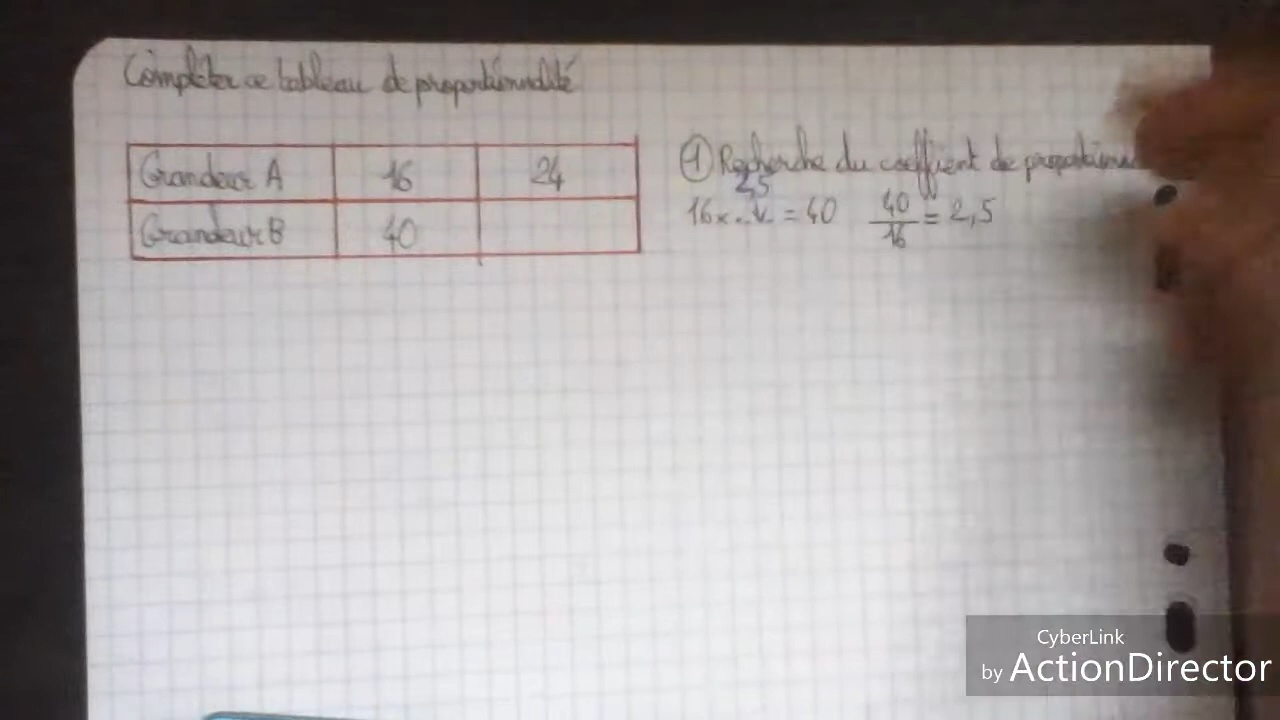 Compléter ce tableau de proportionnalité
Grandeur A 16 24
Grandeur B 40
① Recherche du coeffient de proportionn
2,5
16 x ... = 40 40/16 = 2,5
CyberLink
by ActionDirector